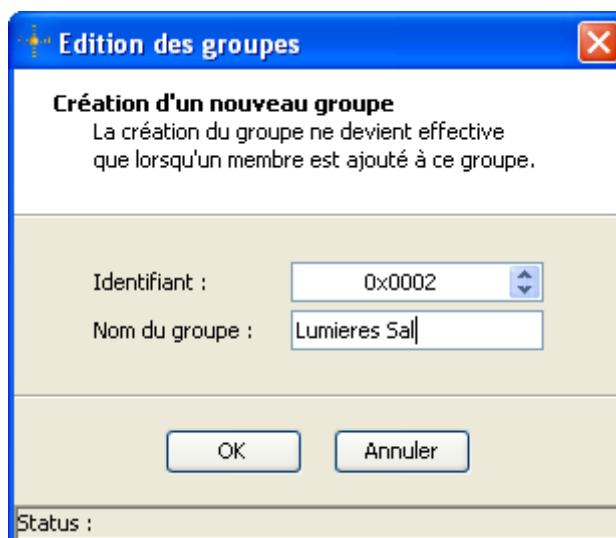 Edition des groupes
Création d'un nouveau groupe
La création du groupe ne devient effective
que lorsqu'un membre est ajouté à ce groupe.
Identifiant : 0x0002
Nom du groupe : Lumieres Sal
OK Annuler
Status :